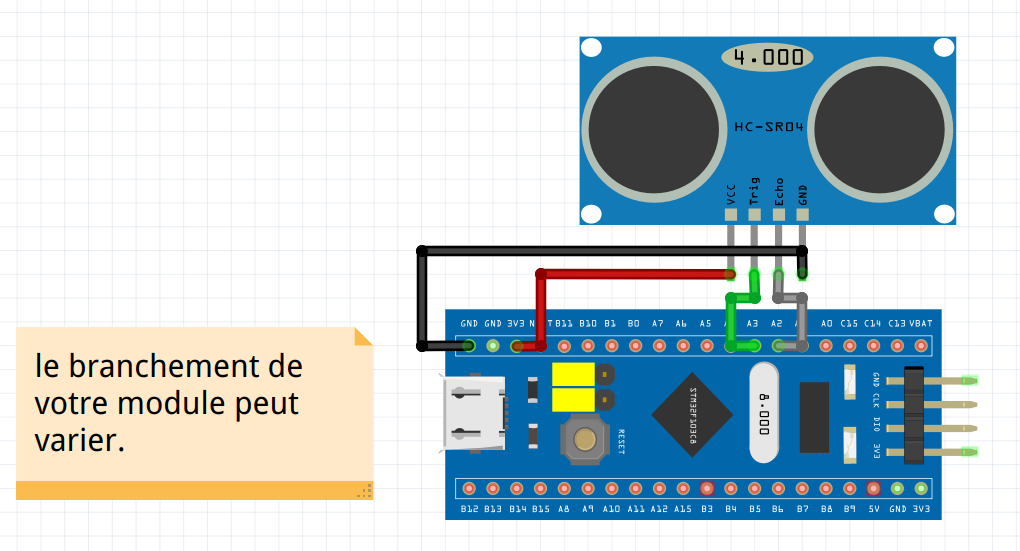 4.000
HC-SR04
VCC Trig Echo GND
GND GND 3V3 B11 B10 B1 B0 A7 A6 A5 A3 A2 A0 C15 C14 C13 VBAT
le branchement de
votre module peut
varier.
RESET
STM32F103C8
8.000
GND CLK DIO 3V3
B12 B13 B14 B15 A8 A9 A10 A11 A12 A15 B3 B4 B5 B6 B7 B8 B9 5V GND 3V3